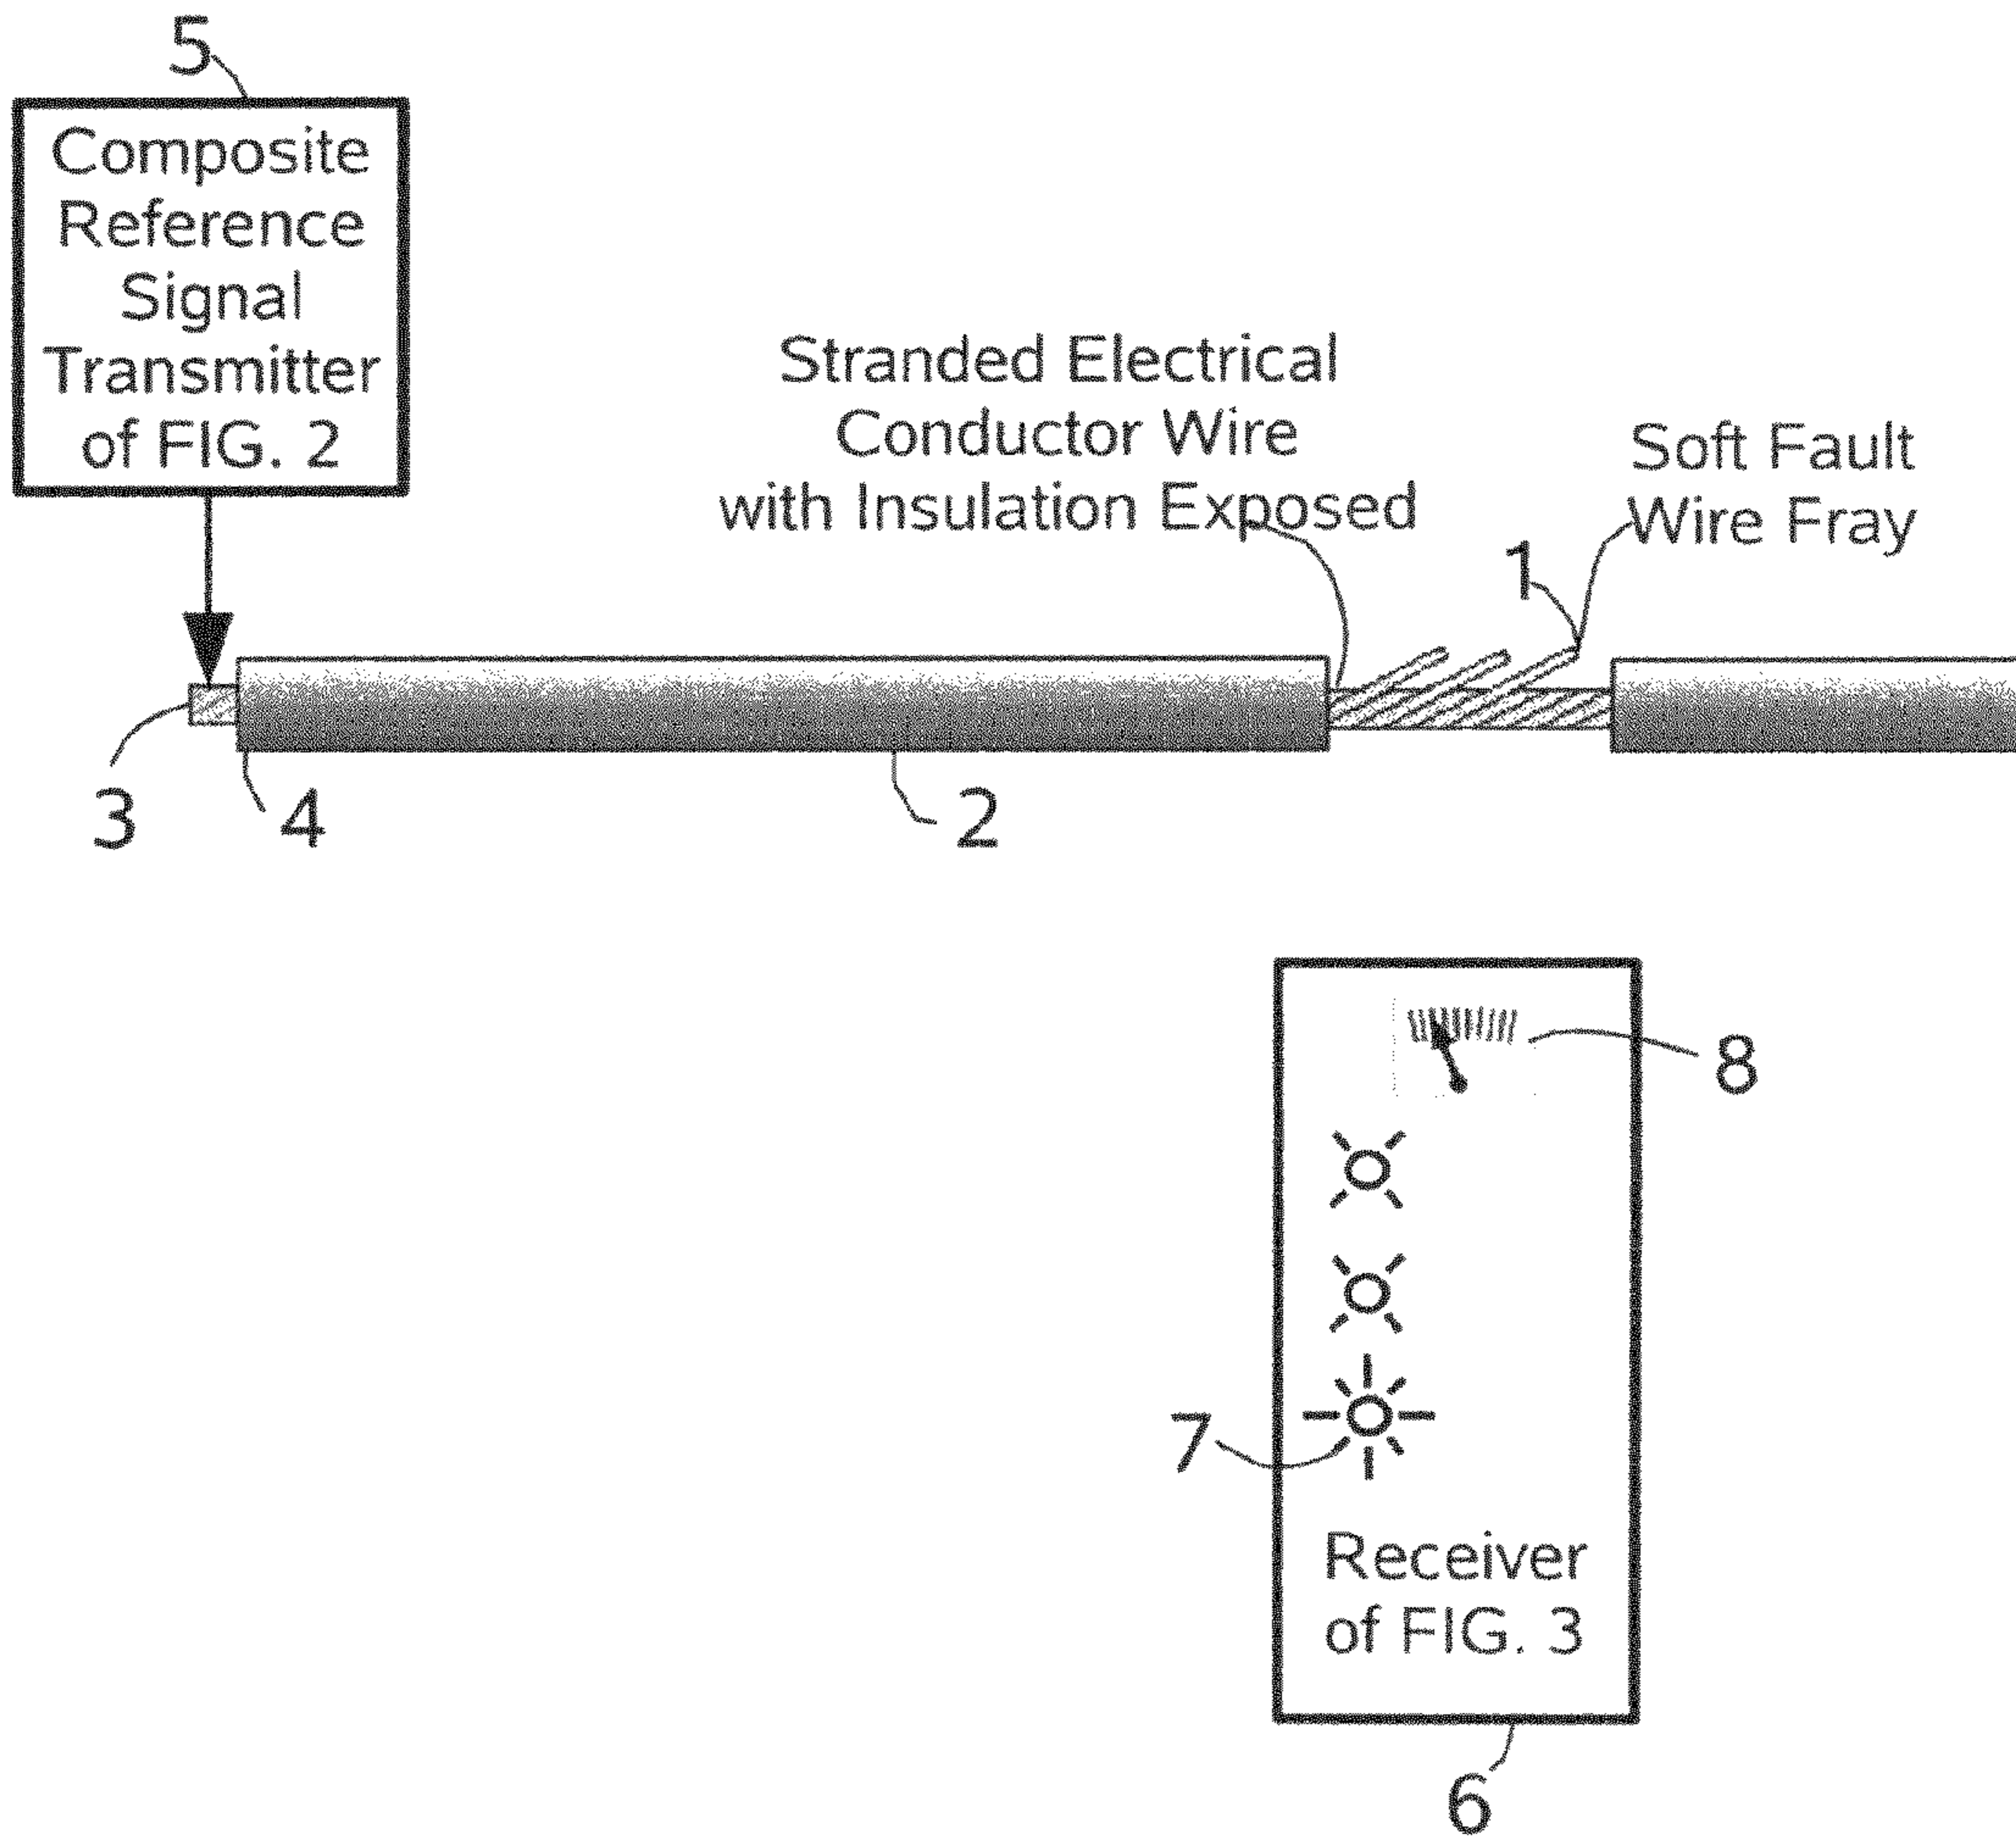 5
Composite
Reference
Signal
Transmitter
of FIG. 2
Stranded Electrical
Conductor Wire
with Insulation Exposed
Soft Fault
Wire Fray
1
3
4
2
8
7
Receiver
of FIG. 3
6